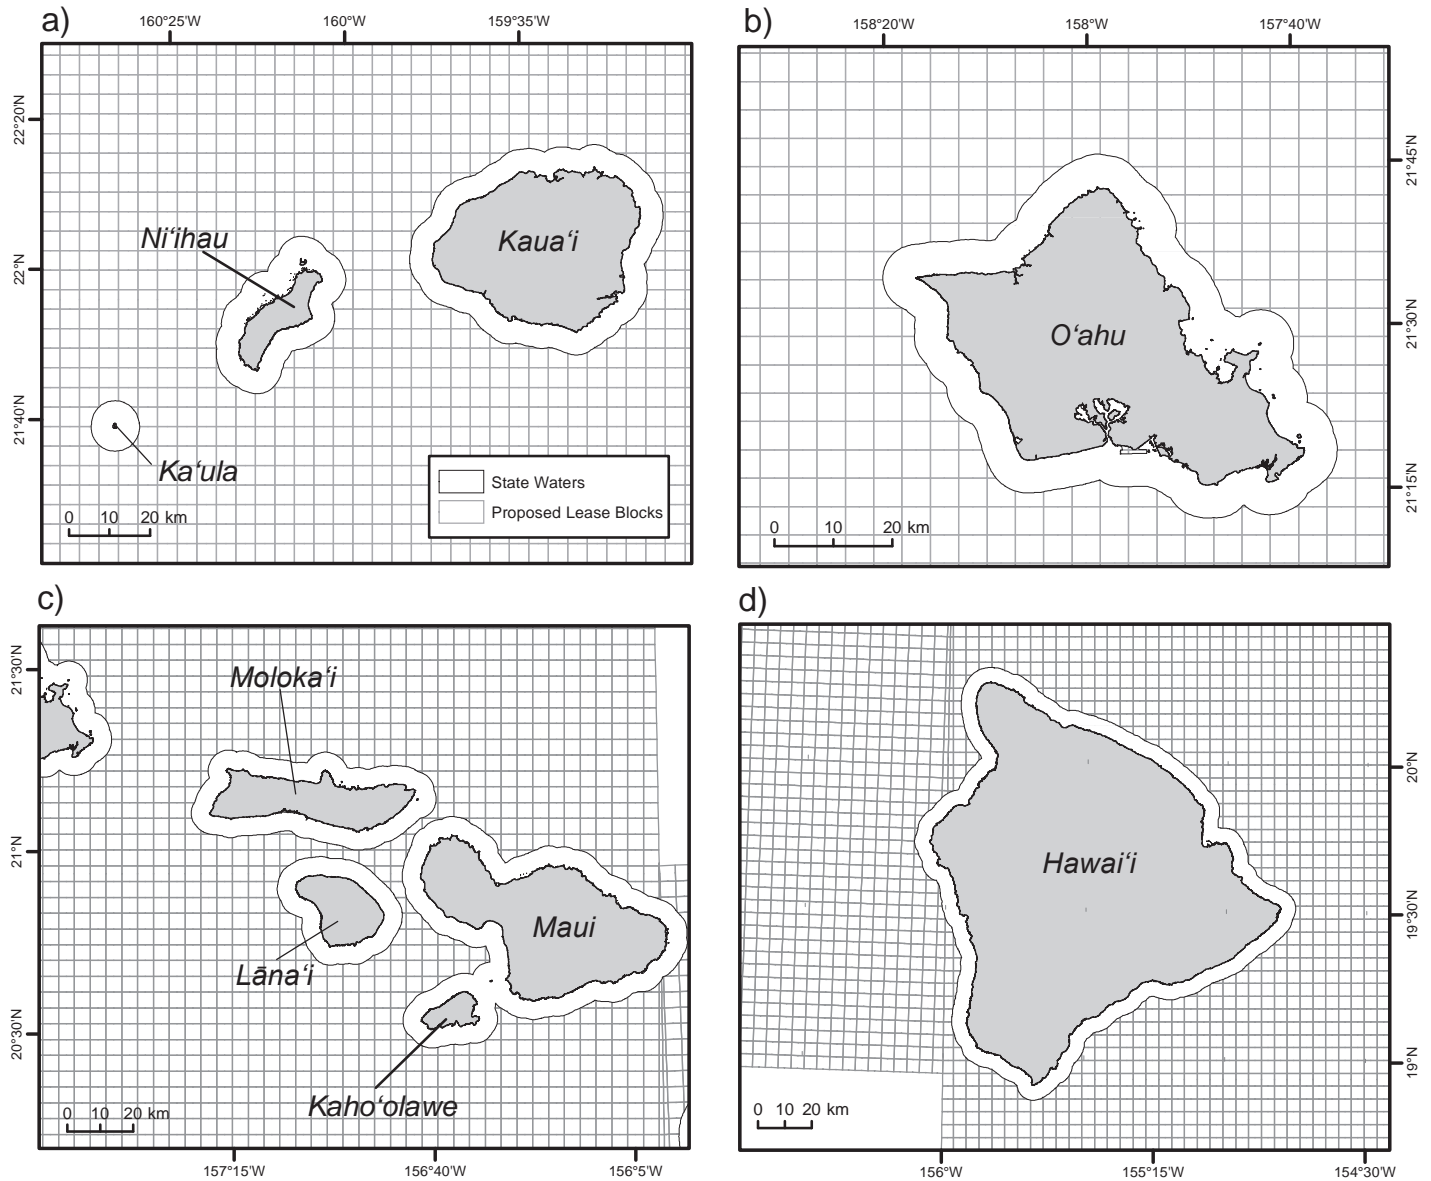 a)
160°25'W
160°W
159°35'W
22°20'N
22°N
21°40'N
Ni‘ihau
Kaua‘i
Ka‘ula
State Waters
Proposed Lease Blocks
0 10 20 km
b)
158°20'W
158°W
157°40'W
21°45'N
21°30'N
21°15'N
O‘ahu
0 10 20 km
c)
21°30'N
21°N
20°30'N
Moloka‘i
Maui
Lāna‘i
Kaho‘olawe
0 10 20 km
157°15'W
156°40'W
156°5'W
d)
Hawai‘i
20°N
19°30'N
19°N
0 10 20 km
156°W
155°15'W
154°30'W